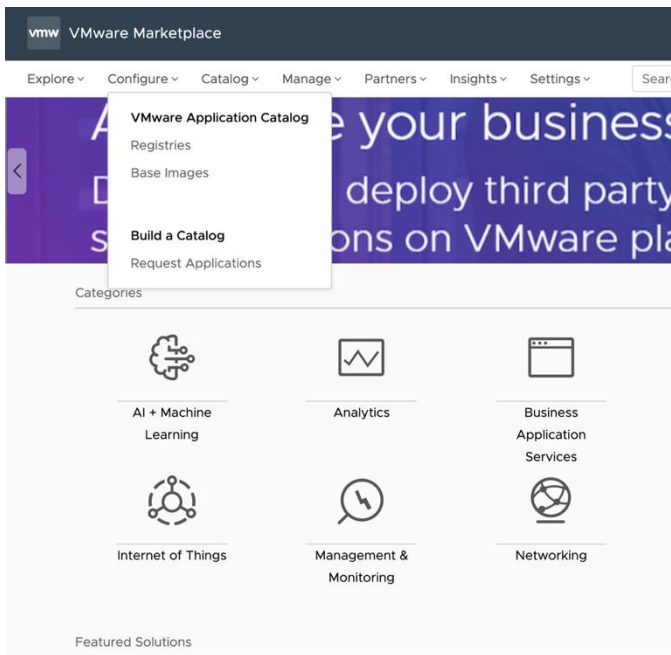 vmw VMware Marketplace
Explore Configure Catalog Manage Partners Insights Settings
VMware Application Catalog
Registries
Base Images
Build a Catalog
Request Applications
your
deploy third party
ons on VMware
Categories
AI + Machine
Learning
Analytics
Business
Application
Services
Internet of Things
Management &
Monitoring
Networking
Featured Solutions